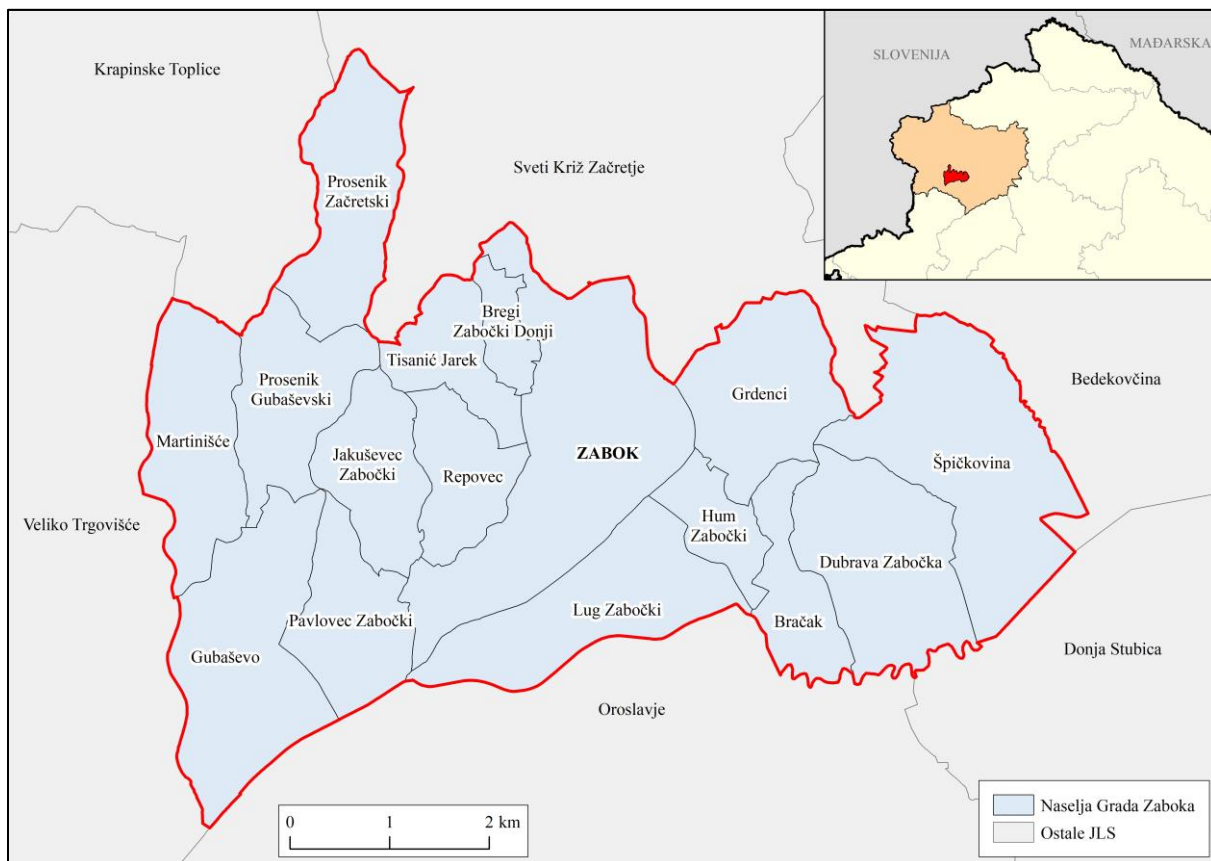 SLOVENIJA
MAĐARSKA
Krapinske Toplice
Sveti Križ Začretje
Prosenik
Začretski
Bregi
Zabočki Donji
Tisanić Jarek
Prosenik
Gubaševski
Grdenci
Bedekovčina
Martinišće
Jakuševec
Zabočki
Repovec
ZABOK
Špičkovina
Veliko Trgovišće
Hum
Zabočki
Dubrava Zabočka
Lug Zabočki
Pavlovec Zabočki
Bračak
Gubaševo
Donja Stubica
Oroslavje
0
1
2 km
Naselja Grada Zaboka
Ostale JLS